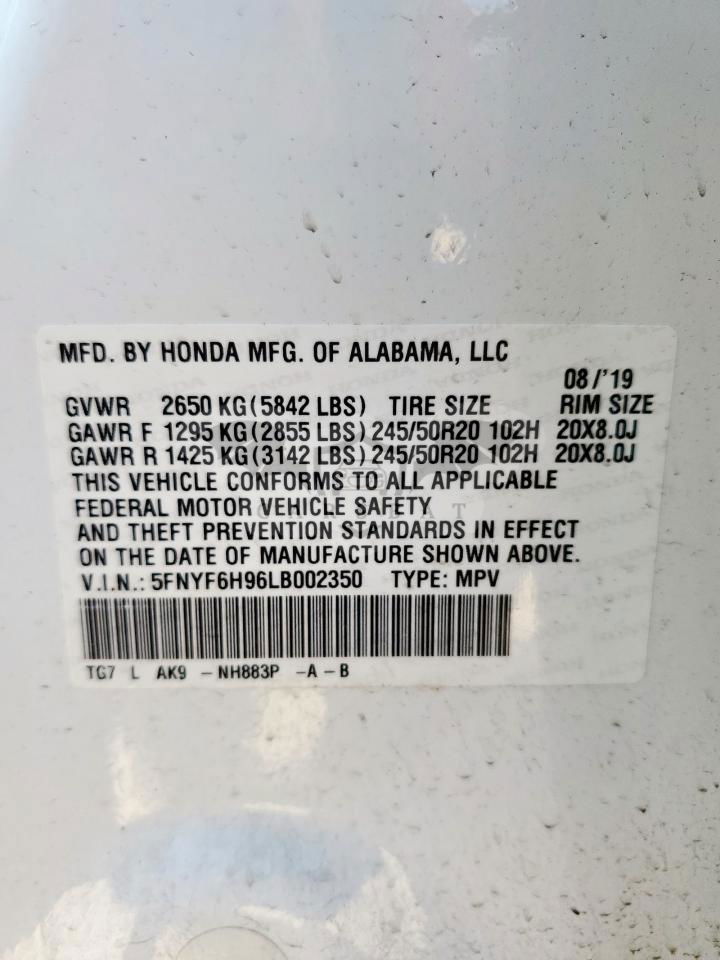 MFD. BY HONDA MFG. OF ALABAMA, LLC
08/'19
GVWR 2650 KG(5842 LBS) TIRE SIZE RIM SIZE
GAWR F 1295 KG(2855 LBS) 245/50R20 102H 20X8.0J
GAWR R 1425 KG(3142 LBS) 245/50R20 102H 20X8.0J
THIS VEHICLE CONFORMS TO ALL APPLICABLE
FEDERAL MOTOR VEHICLE SAFETY
AND THEFT PREVENTION STANDARDS IN EFFECT
ON THE DATE OF MANUFACTURE SHOWN ABOVE.
V.I.N.: 5FNYF6H96LB002350 TYPE: MPV
TG7 L AK9 -NH883P -A-B